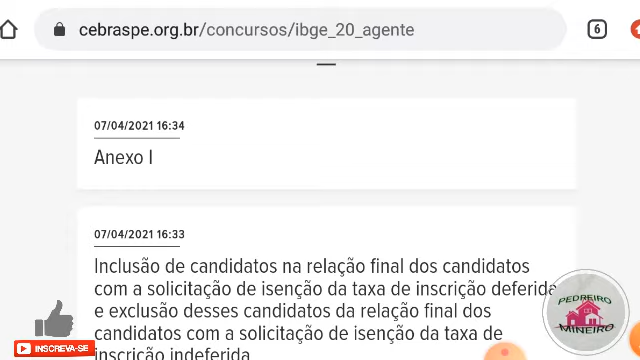 cebraspe.org.br/concursos/ibge_20_agente
6
07/04/2021 16:34
Anexo I
07/04/2021 16:33
Inclusão de candidatos na relação final dos candidatos
com a solicitação de isenção da taxa de inscrição deferida
e exclusão desses candidatos da relação final dos
candidatos com a solicitação de isenção da taxa de
inscrição indeferida
PEDREIRO
MINEIRO
INSCREVA-SE